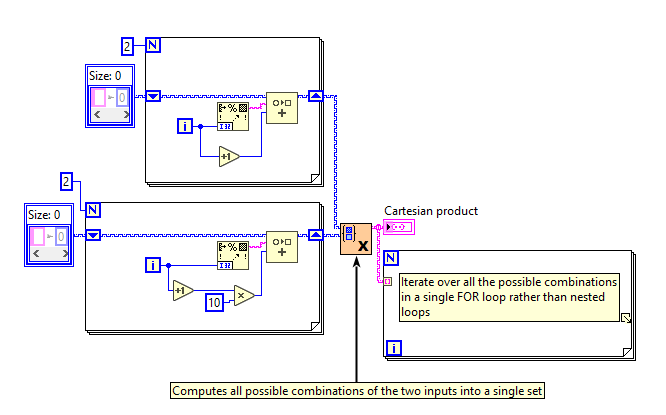 2
N
Size: 0
0
%
I32
+
i
+1
2
N
Size: 0
0
%
I32
+
i
+1
10
x
X
Cartesian product
N
Iterate over all the possible combinations
in a single FOR loop rather than nested
loops
i
Computes all possible combinations of the two inputs into a single set